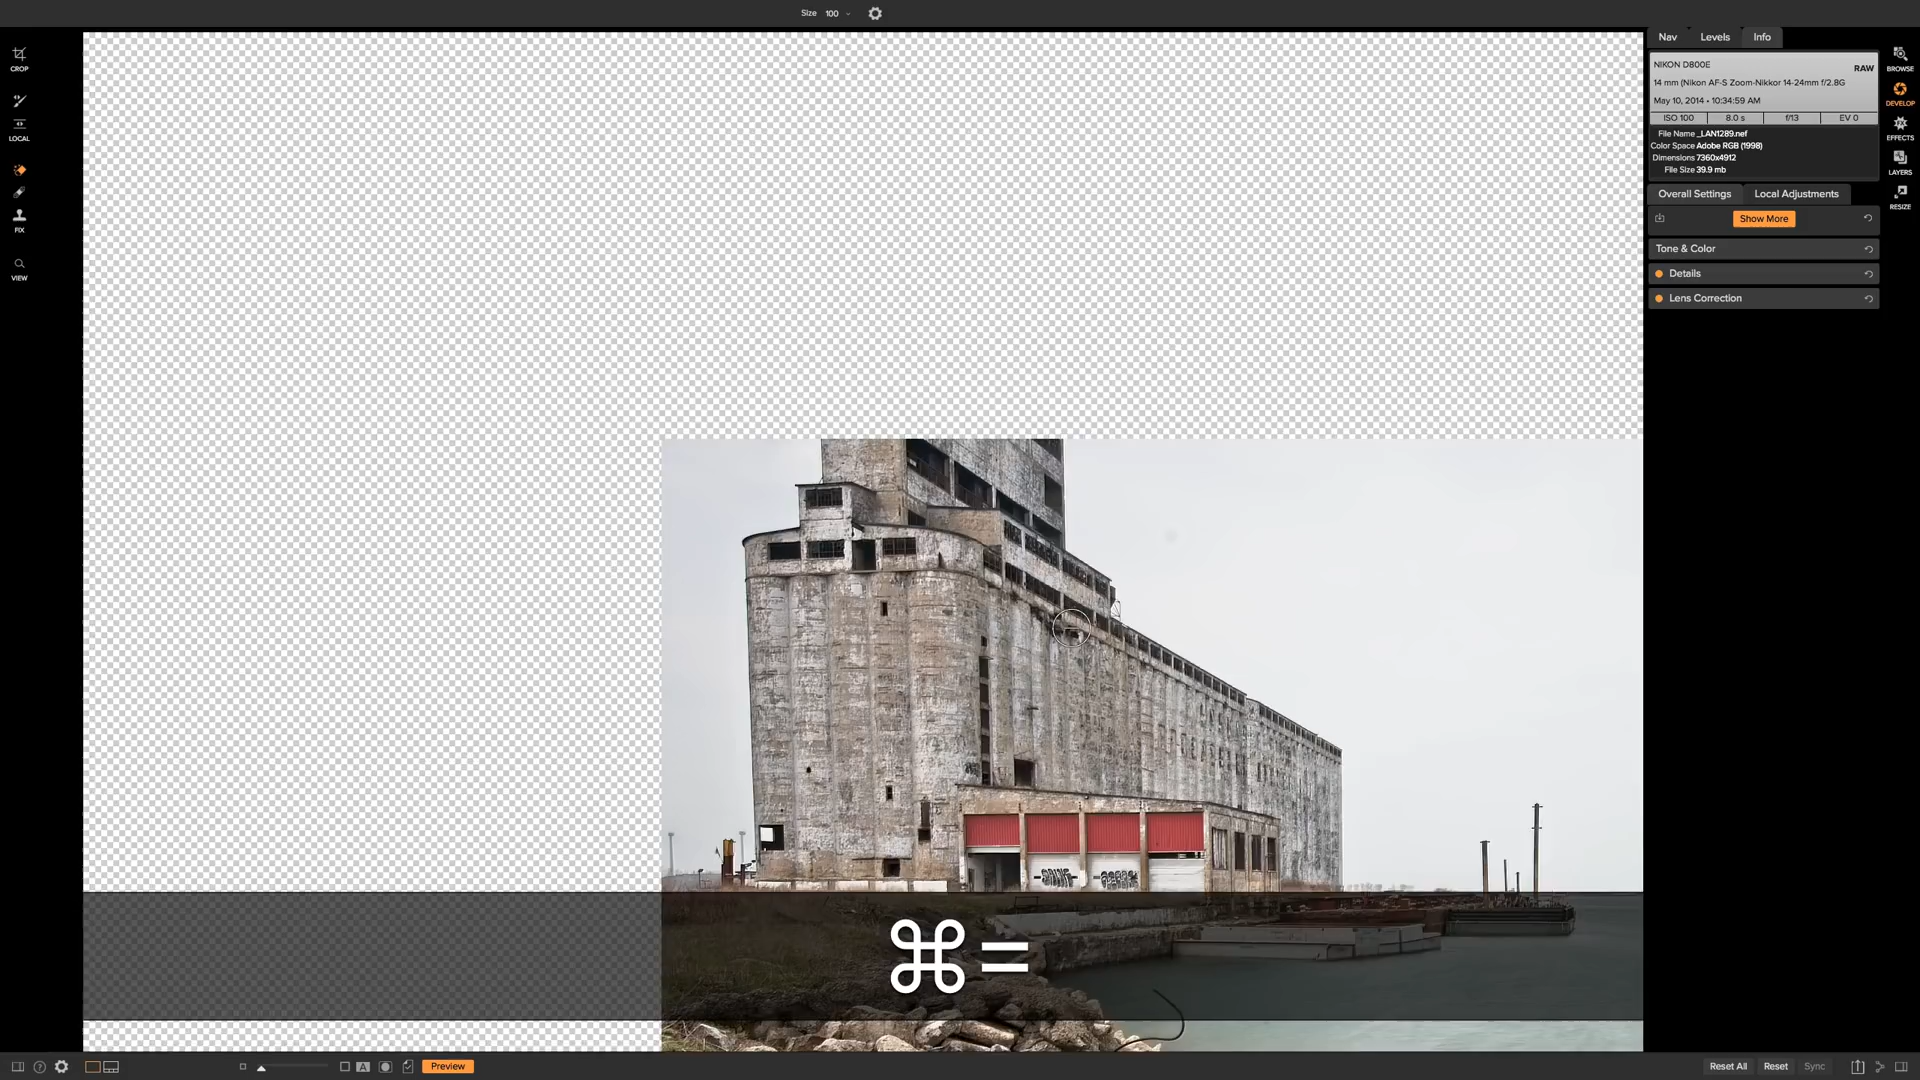 Size 100
CROP
LOCAL
FIX
VIEW
Nav Levels Info
NIKON D800E
RAW
14 mm (Nikon AF-S Zoom-Nikkor 14-24mm f/2.8G
May 10, 2014 • 10:34:59 AM
ISO 100 8.0 s f/13 EV 0
File Name _LAN1289.nef
Color Space Adobe RGB (1998)
Dimensions 7360x4912
File Size 39.9 mb
Overall Settings Local Adjustments
Show More
Tone & Color
Details
Lens Correction
BROWSE
DEVELOP
EFFECTS
LAYERS
RESIZE
⌘=
A
Preview
Reset All Reset Sync